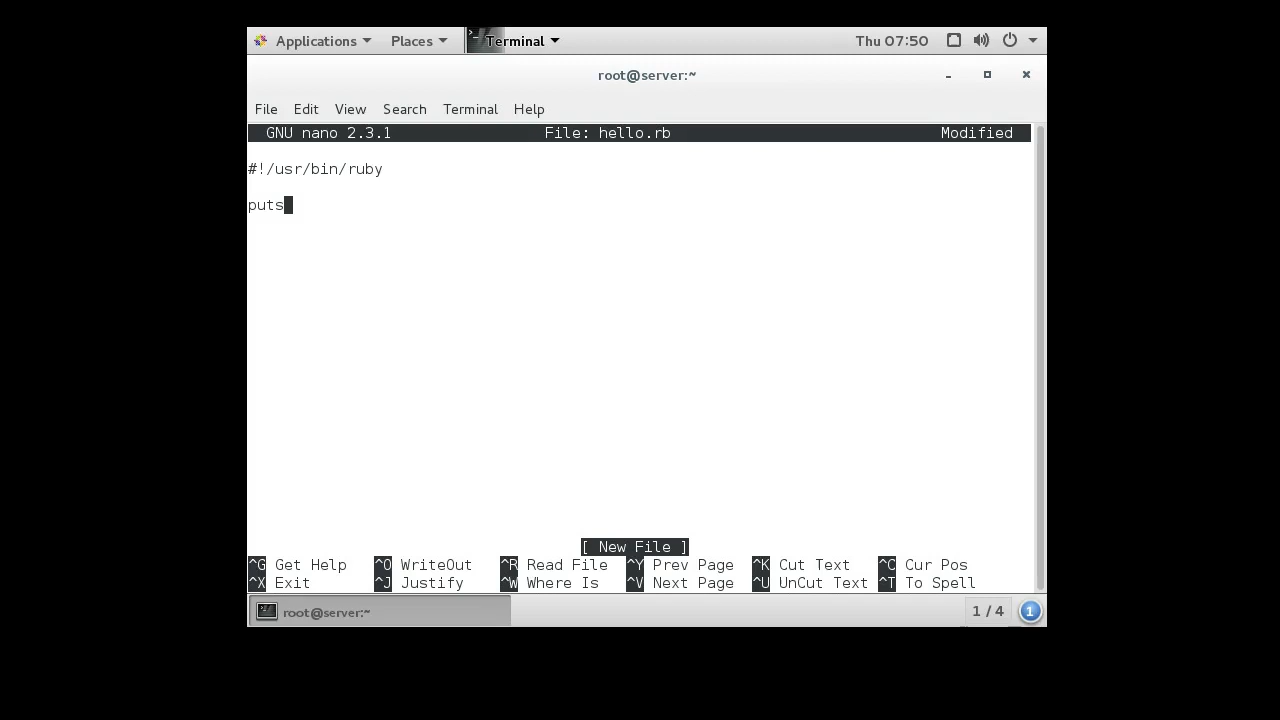 Applications Places Terminal Thu 07:50
root@server:~
File Edit View Search Terminal Help
GNU nano 2.3.1 File: hello.rb Modified
#!/usr/bin/ruby
puts
[ New File ]
^G Get Help ^O WriteOut ^R Read File ^Y Prev Page ^K Cut Text ^C Cur Pos
^X Exit ^J Justify ^W Where Is ^V Next Page ^U UnCut Text ^T To Spell
root@server:~ 1 / 4 1